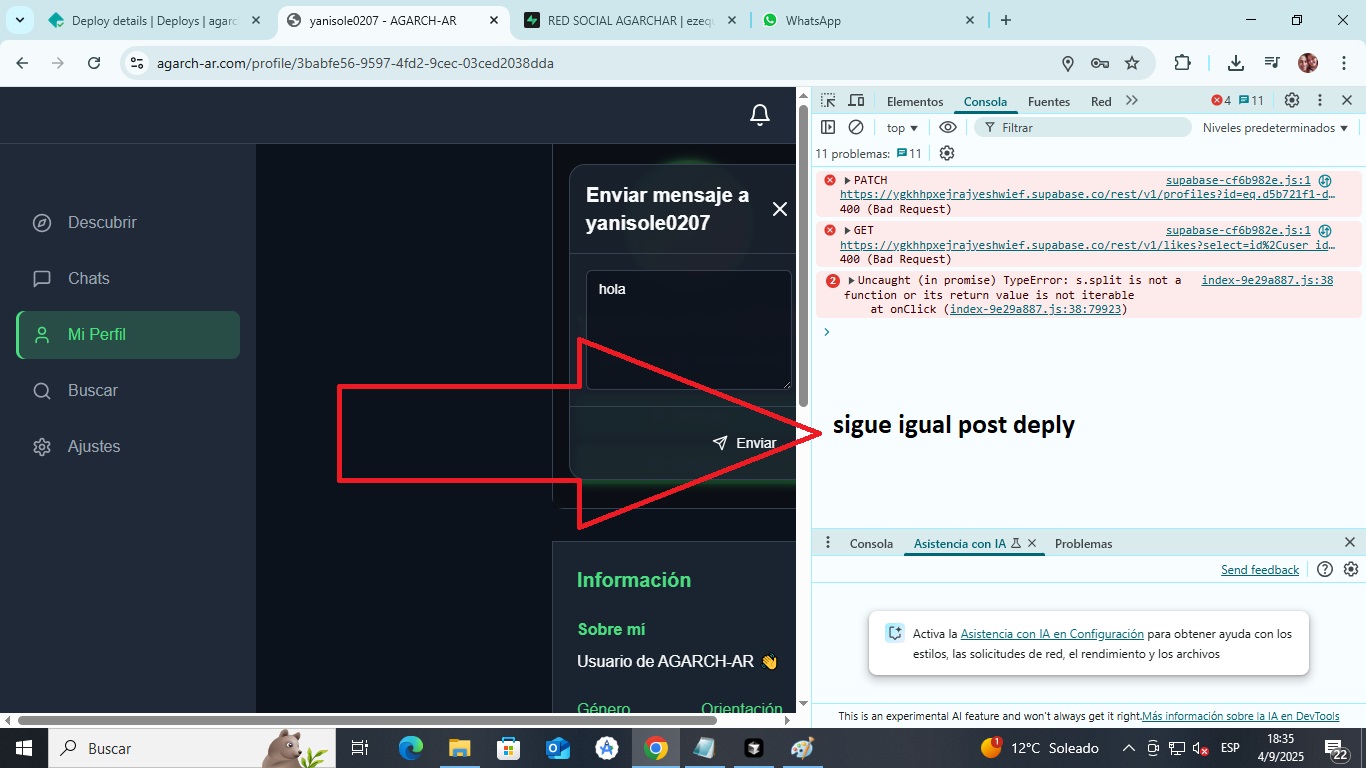 Deploy details | Deploys | agarc
yanisole0207 - AGARCH-AR
RED SOCIAL AGARCHAR | ezequ
WhatsApp
agarch-ar.com/profile/3babfe56-9597-4fd2-9cec-03ced2038dda
Descubrir
Chats
Mi Perfil
Buscar
Ajustes
Enviar mensaje a
yanisole0207
hola
Enviar
Información
Sobre mí
Usuario de AGARCH-AR 👋
Género
Orientación
Elementos
Consola
Fuentes
Red
4
11
top
Filtrar
Niveles predeterminados
11 problemas:
11
PATCH
supabase-cf6b982e.js:1
https://ygkhhpxejrajyeshwief.supabase.co/rest/v1/profiles?id=eq.d5b721f1-d…
400 (Bad Request)
GET
supabase-cf6b982e.js:1
https://ygkhhpxejrajyeshwief.supabase.co/rest/v1/likes?select=id%2Cuser_id…
400 (Bad Request)
2
Uncaught (in promise) TypeError: s.split is not a
index-9e29a887.js:38
function or its return value is not iterable
at onClick (index-9e29a887.js:38:79923)
sigue igual post deply
Consola
Asistencia con IA
Problemas
Send feedback
Activa la Asistencia con IA en Configuración para obtener ayuda con los
estilos, las solicitudes de red, el rendimiento y los archivos
This is an experimental AI feature and won't always get it right.Más información sobre la IA en DevTools
Buscar
1
12°C Soleado
ESP
18:35
4/9/2025
22